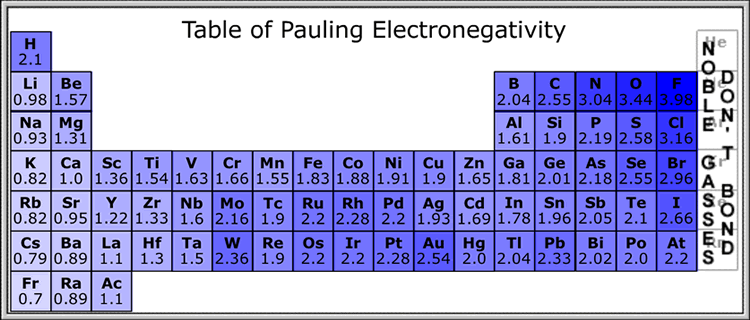 Table of Pauling Electronegativity
H
2.1
Li Be B C N O F
0.98 1.57 2.04 2.55 3.04 3.44 3.98
Na Mg Al Si P S Cl
0.93 1.31 1.61 1.9 2.19 2.58 3.16
K Ca Sc Ti V Cr Mn Fe Co Ni Cu Zn Ga Ge As Se Br
0.82 1.0 1.36 1.54 1.63 1.66 1.55 1.83 1.88 1.91 1.9 1.65 1.81 2.01 2.18 2.55 2.96
Rb Sr Y Zr Nb Mo Tc Ru Rh Pd Ag Cd In Sn Sb Te I
0.82 0.95 1.22 1.33 1.6 2.16 1.9 2.2 2.28 2.2 1.93 1.69 1.78 1.96 2.05 2.1 2.66
Cs Ba La Hf Ta W Re Os Ir Pt Au Hg Tl Pb Bi Po At
0.79 0.89 1.1 1.3 1.5 2.36 1.9 2.2 2.2 2.28 2.54 2.0 2.04 2.33 2.02 2.0 2.2
Fr Ra Ac
0.7 0.89 1.1
He
NOBLE GASSES
DON'T BOND